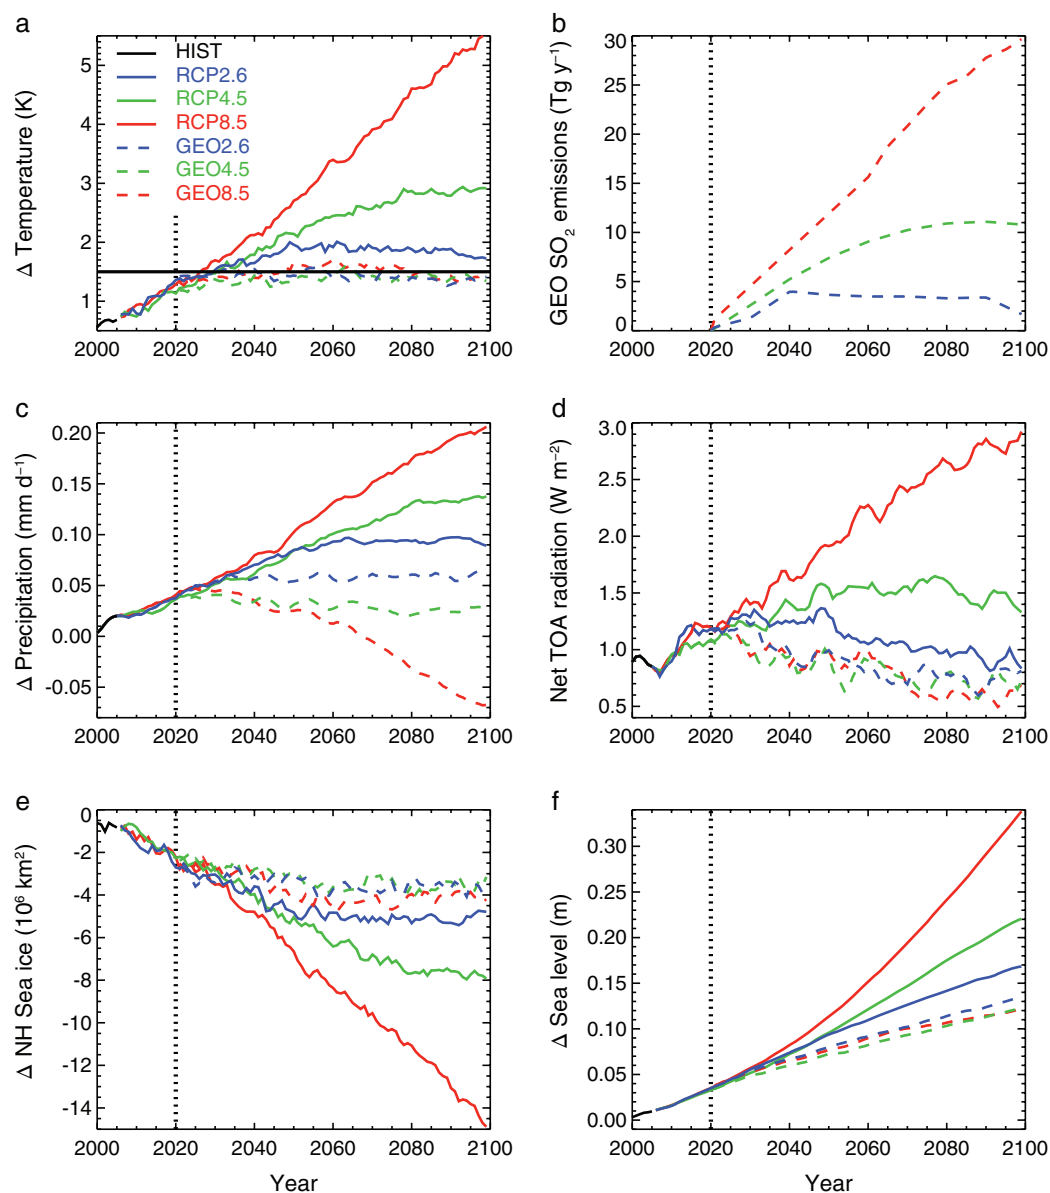 a
Δ Temperature (K)
5
4
3
2
1
HIST
RCP2.6
RCP4.5
RCP8.5
GEO2.6
GEO4.5
GEO8.5
2000 2020 2040 2060 2080 2100
b
GEO SO₂ emissions (Tg y⁻¹)
30
25
20
15
10
5
0
2000 2020 2040 2060 2080 2100
c
Δ Precipitation (mm d⁻¹)
0.20
0.15
0.10
0.05
0.00
-0.05
2000 2020 2040 2060 2080 2100
d
Net TOA radiation (W m⁻²)
3.0
2.5
2.0
1.5
1.0
0.5
2000 2020 2040 2060 2080 2100
e
Δ NH Sea ice (10⁶ km²)
0
-2
-4
-6
-8
-10
-12
-14
2000 2020 2040 2060 2080 2100
Year
f
Δ Sea level (m)
0.30
0.25
0.20
0.15
0.10
0.05
0.00
2000 2020 2040 2060 2080 2100
Year